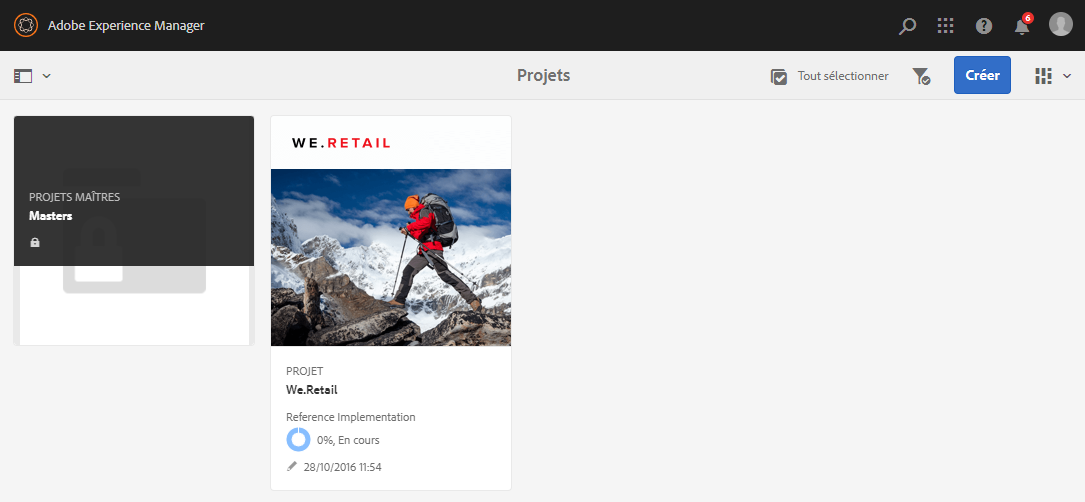 Adobe Experience Manager
6
Projets
Tout sélectionner
Créer
PROJETS MAÎTRES
Masters
WE.RETAIL
PROJET
We.Retail
Reference Implementation
0%, En cours
28/10/2016 11:54